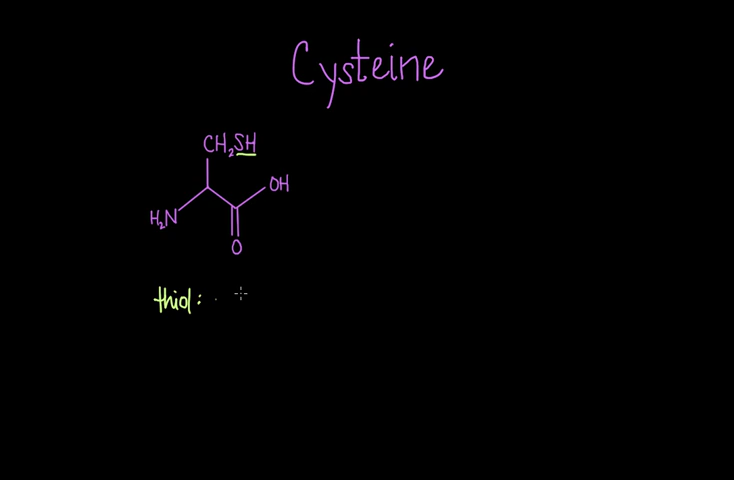 Cysteine
CH₂SH
OH
H₂N
O
thiol: